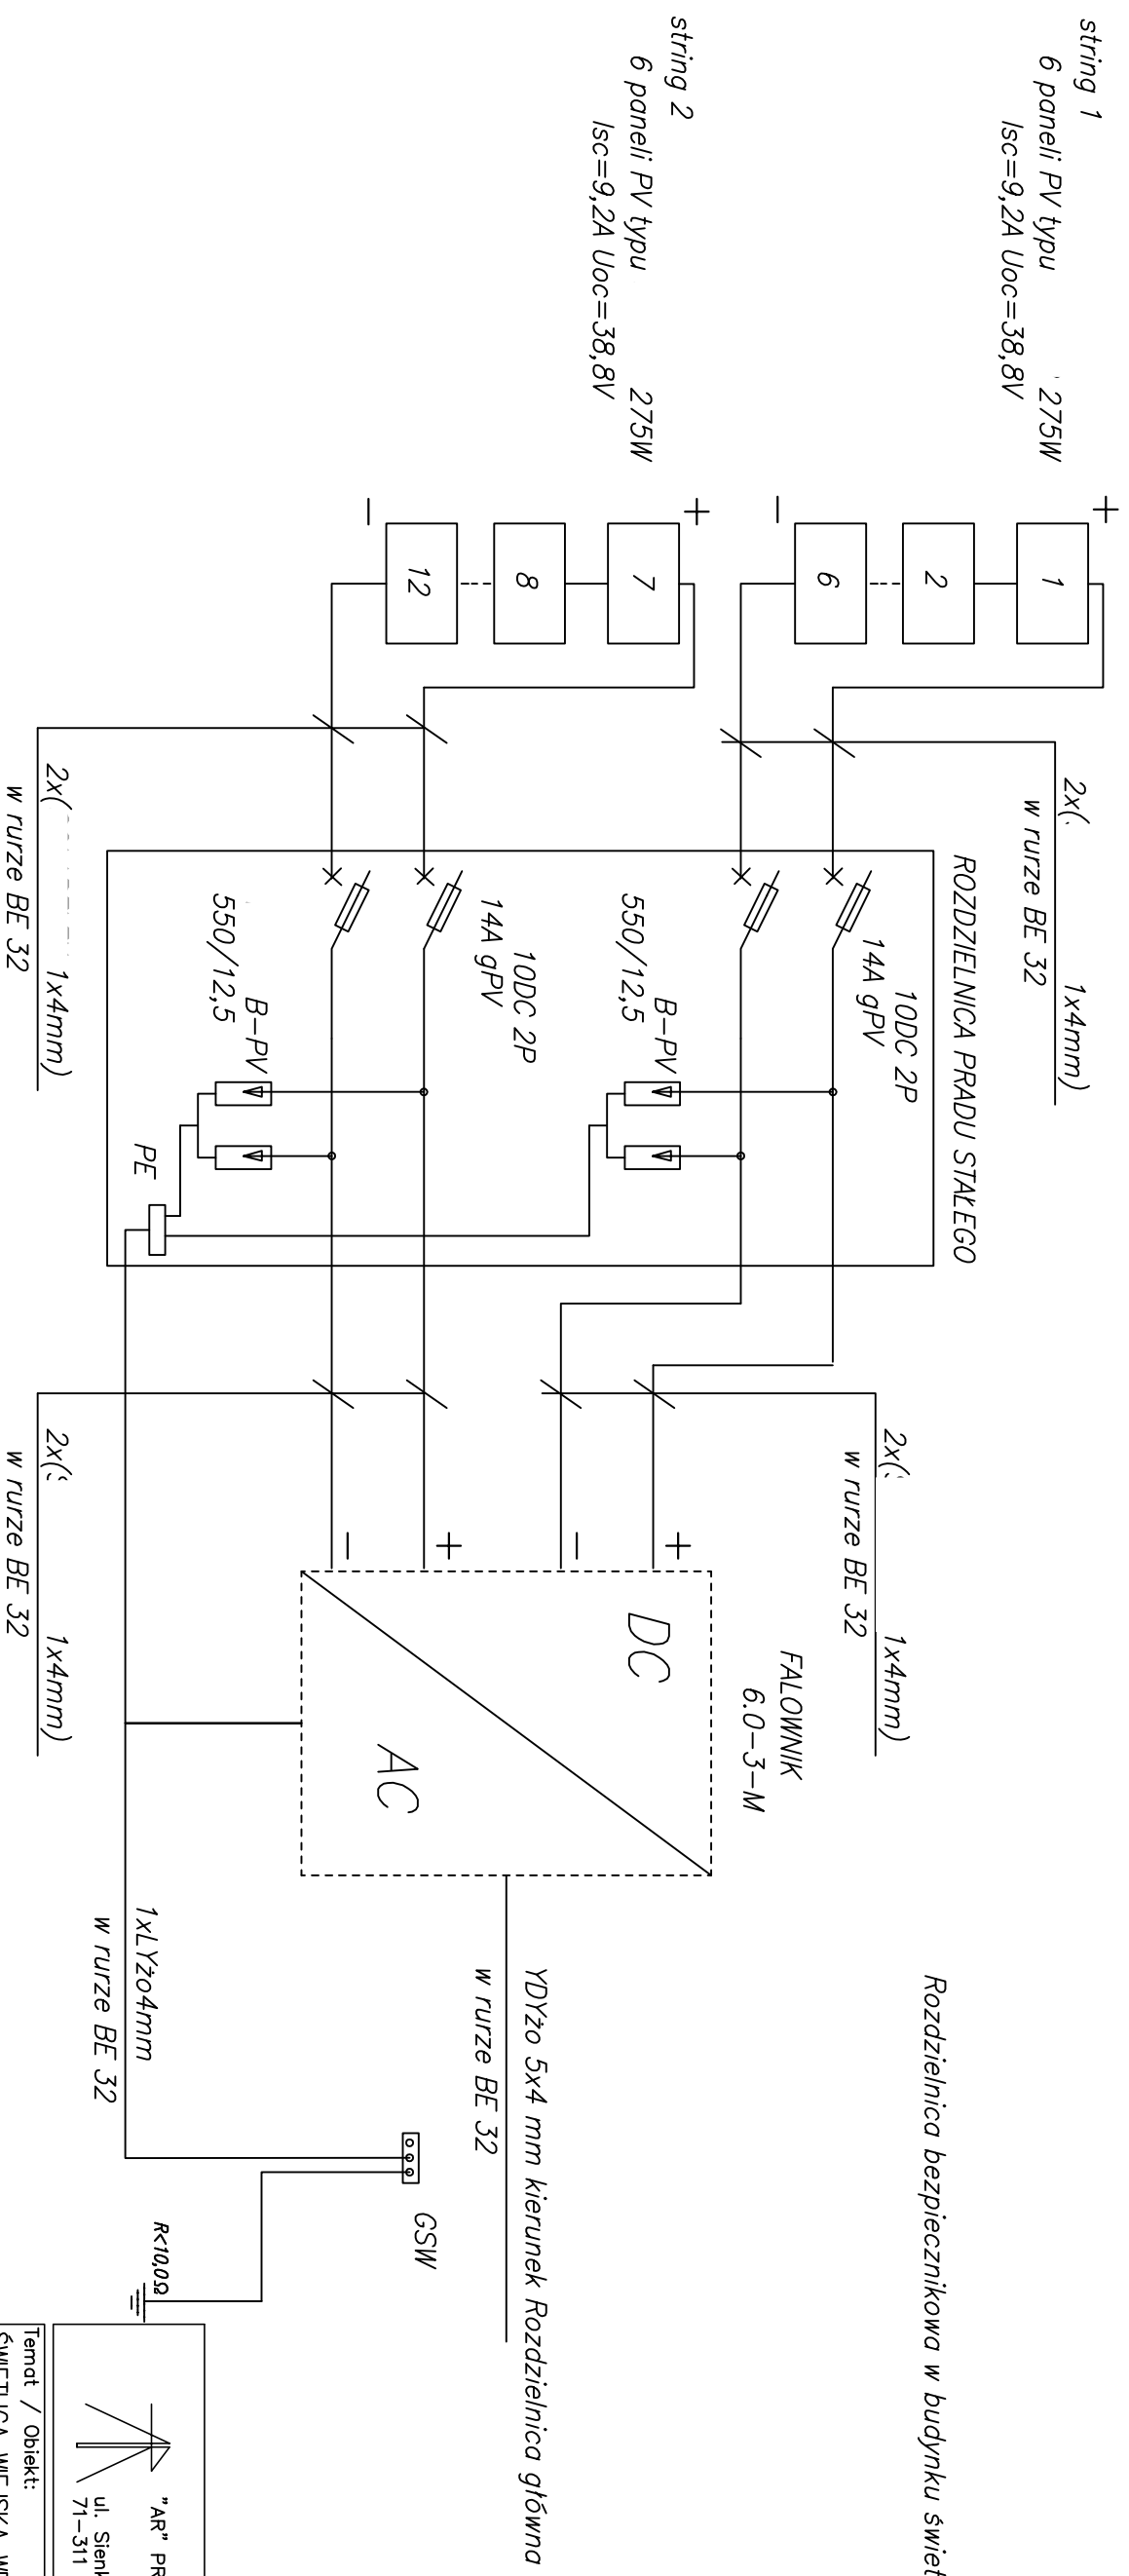 string 1
6 paneli PV typu 275W
Isc=9,2A Uoc=38,8V
string 2
6 paneli PV typu 275W
Isc=9,2A Uoc=38,8V
+
1
2
6
−
+
7
8
12
−
2x( 1x4mm)
w rurze BE 32
2x( 1x4mm)
w rurze BE 32
ROZDZIELNICA PRADU STAŁEGO
10DC 2P
14A gPV
B−PV
550/12,5
10DC 2P
14A gPV
B−PV
550/12,5
PE
2x( 1x4mm)
w rurze BE 32
2x( 1x4mm)
w rurze BE 32
+
−
+
−
FALOWNIK
6.0−3−M
DC
AC
Rozdzielnica bezpiecznikowa w budynku
YDYżo 5x4 mm kierunek Rozdzielnica główna
w rurze BE 32
1xLYżo4mm
w rurze BE 32
GSW
R<10,0Ω
"AR"
ul.
71−311
Temat / Obiekt:
ŚWIETLICA WIEJSKA